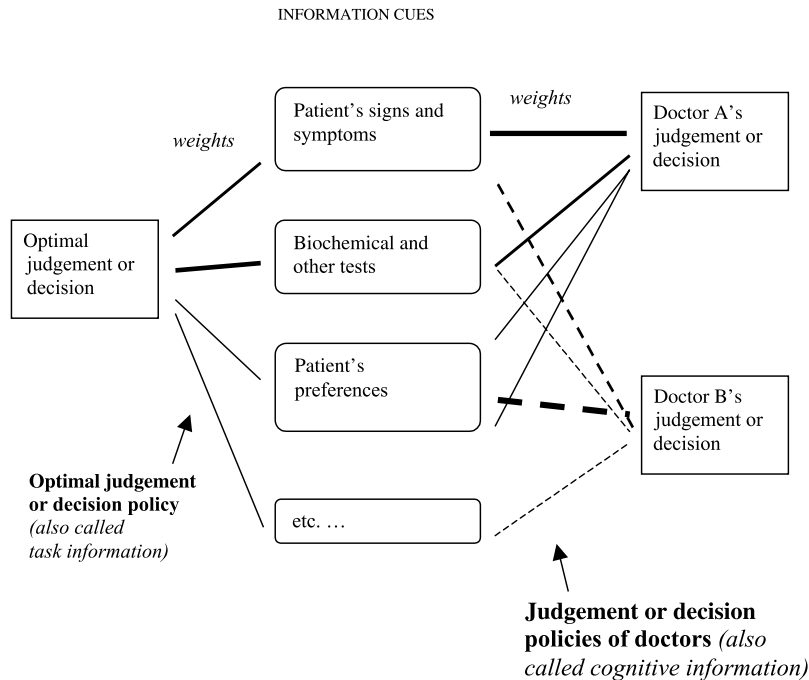 INFORMATION CUES
weights
weights
Patient’s signs and
symptoms
Doctor A’s
judgement or
decision
Optimal
judgement or
decision
Biochemical and
other tests
Patient’s
preferences
Doctor B’s
judgement or
decision
Optimal judgement
or decision policy
(also called
task information)
etc. …
Judgement or decision
policies of doctors (also
called cognitive information)